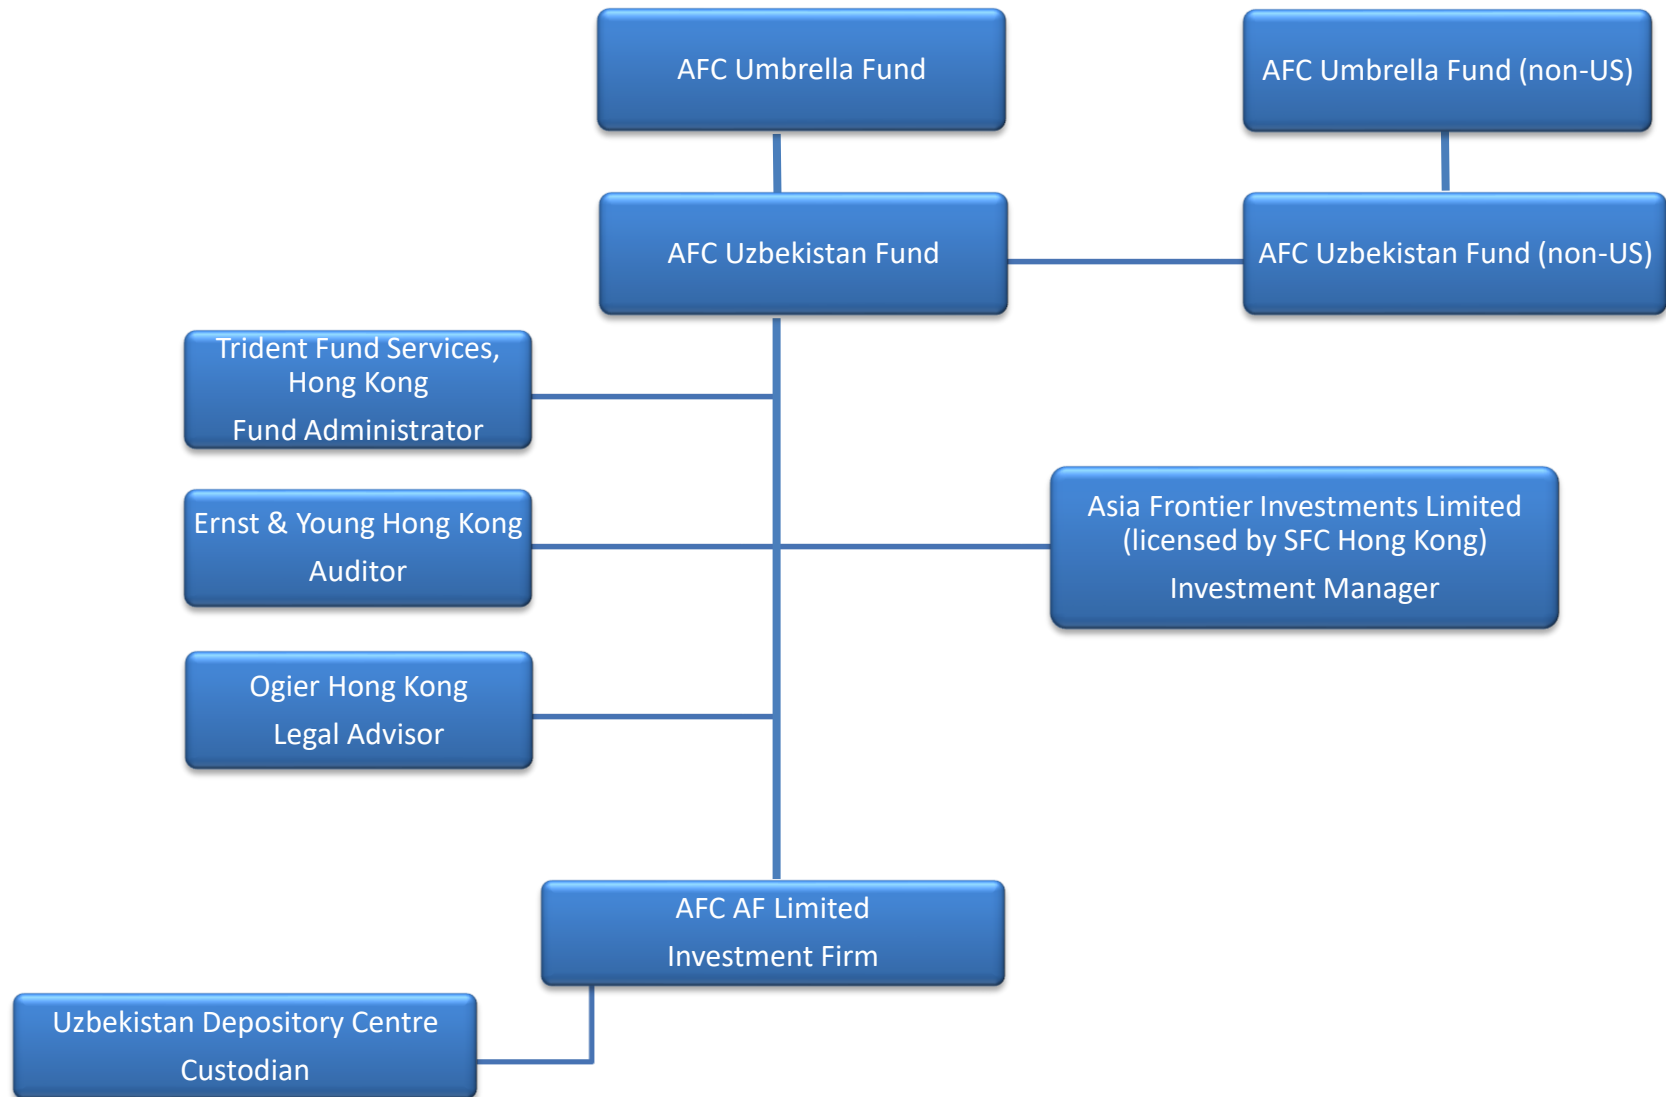 AFC Umbrella Fund
AFC Umbrella Fund (non-US)
AFC Uzbekistan Fund
AFC Uzbekistan Fund (non-US)
Trident Fund Services,
Hong Kong
Fund Administrator
Ernst & Young Hong Kong
Auditor
Asia Frontier Investments Limited
(licensed by SFC Hong Kong)
Investment Manager
Ogier Hong Kong
Legal Advisor
AFC AF Limited
Investment Firm
Uzbekistan Depository Centre
Custodian